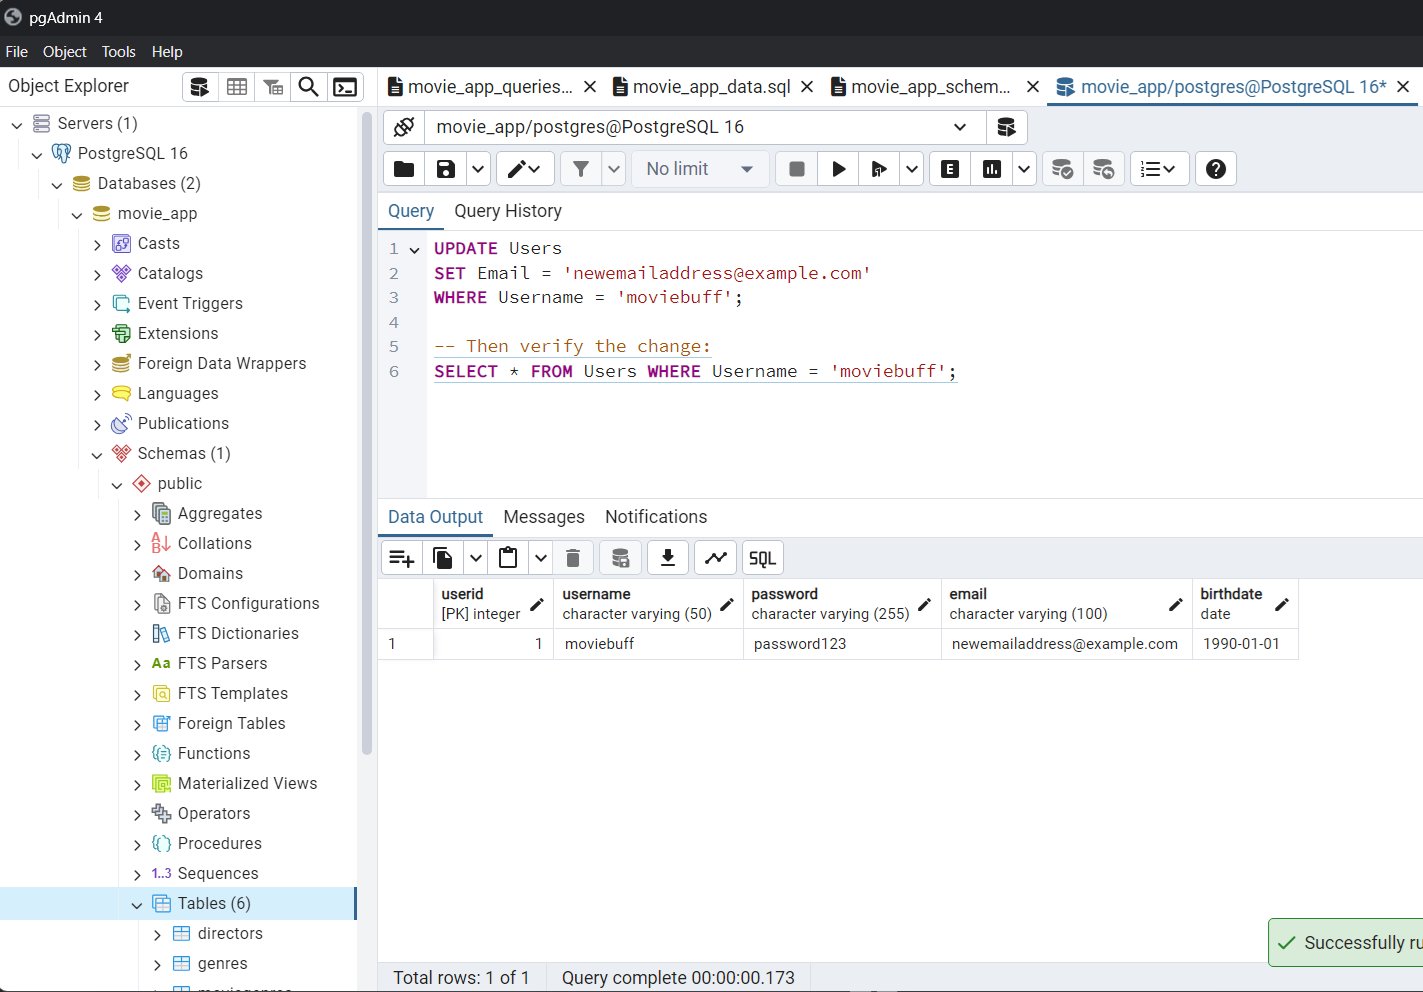 pgAdmin 4
File Object Tools Help
Object Explorer
movie_app_queries...
movie_app_data.sql
movie_app_schem...
movie_app/postgres@PostgreSQL 16*
Servers (1)
PostgreSQL 16
Databases (2)
movie_app
Casts
Catalogs
Event Triggers
Extensions
Foreign Data Wrappers
Languages
Publications
Schemas (1)
public
Aggregates
Collations
Domains
FTS Configurations
FTS Dictionaries
Aa FTS Parsers
FTS Templates
Foreign Tables
Functions
Materialized Views
Operators
Procedures
1..3 Sequences
Tables (6)
directors
genres
movie_app/postgres@PostgreSQL 16
No limit
E
Query Query History
1 UPDATE Users
2 SET Email = 'newemailaddress@example.com'
3 WHERE Username = 'moviebuff';
4
5 -- Then verify the change:
6 SELECT * FROM Users WHERE Username = 'moviebuff';
Data Output Messages Notifications
SQL
userid username password email birthdate
[PK] integer character varying (50) character varying (255) character varying (100) date
1 1 moviebuff password123 newemailaddress@example.com 1990-01-01
Successfully ru
Total rows: 1 of 1 Query complete 00:00:00.173